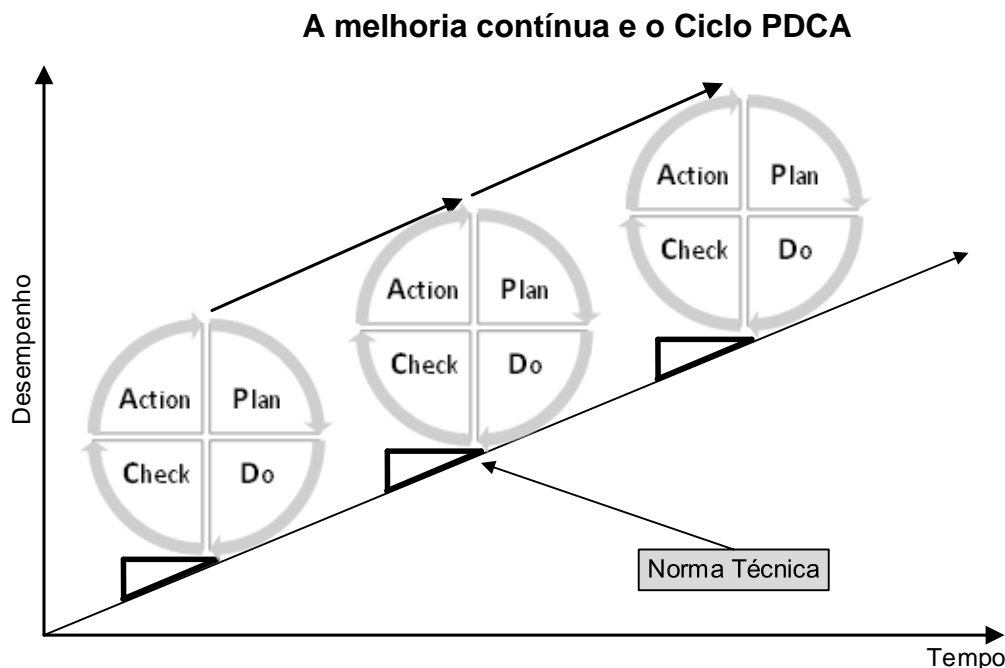 A melhoria contínua e o Ciclo PDCA
Desempenho
Action Plan
Check Do
Action Plan
Check Do
Action Plan
Check Do
Norma Técnica
Tempo